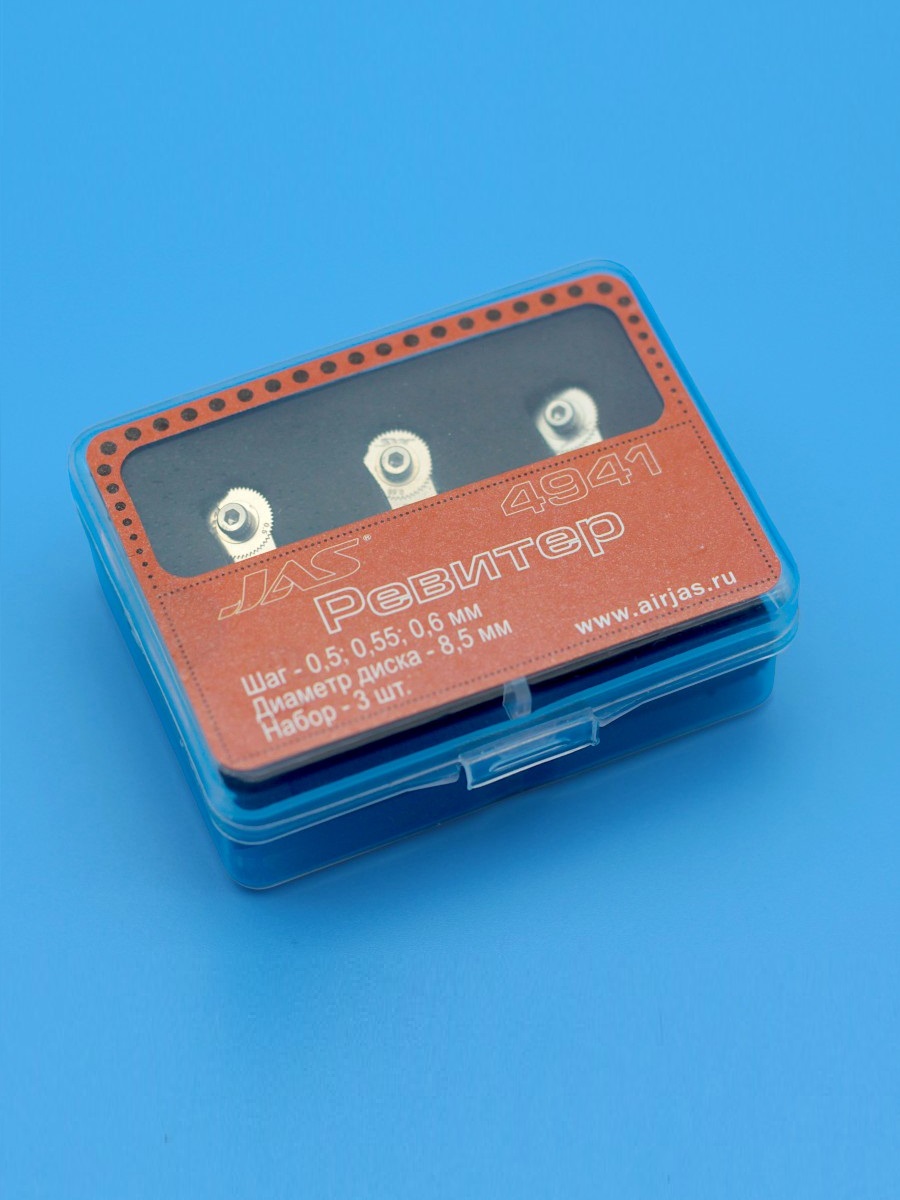 4941
JAS®
Ревитер
www.airjas.ru
Шаг - 0,5; 0,55; 0,6 мм
Диаметр диска - 8,5 мм
Набор - 3 шт.